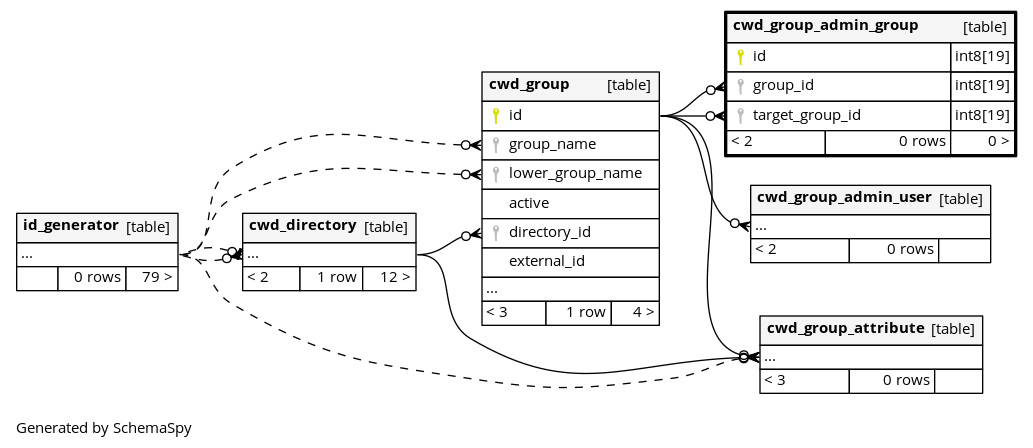 cwd_group_admin_group [table]
id int8[19]
group_id int8[19]
target_group_id int8[19]
< 2 0 rows 0 >
cwd_group [table]
id
group_name
lower_group_name
active
directory_id
external_id
...
< 3 1 row 4 >
cwd_group_admin_user [table]
...
< 2 0 rows
id_generator [table]
...
0 rows 79 >
cwd_directory [table]
...
< 2 1 row 12 >
cwd_group_attribute [table]
...
< 3 0 rows
Generated by SchemaSpy